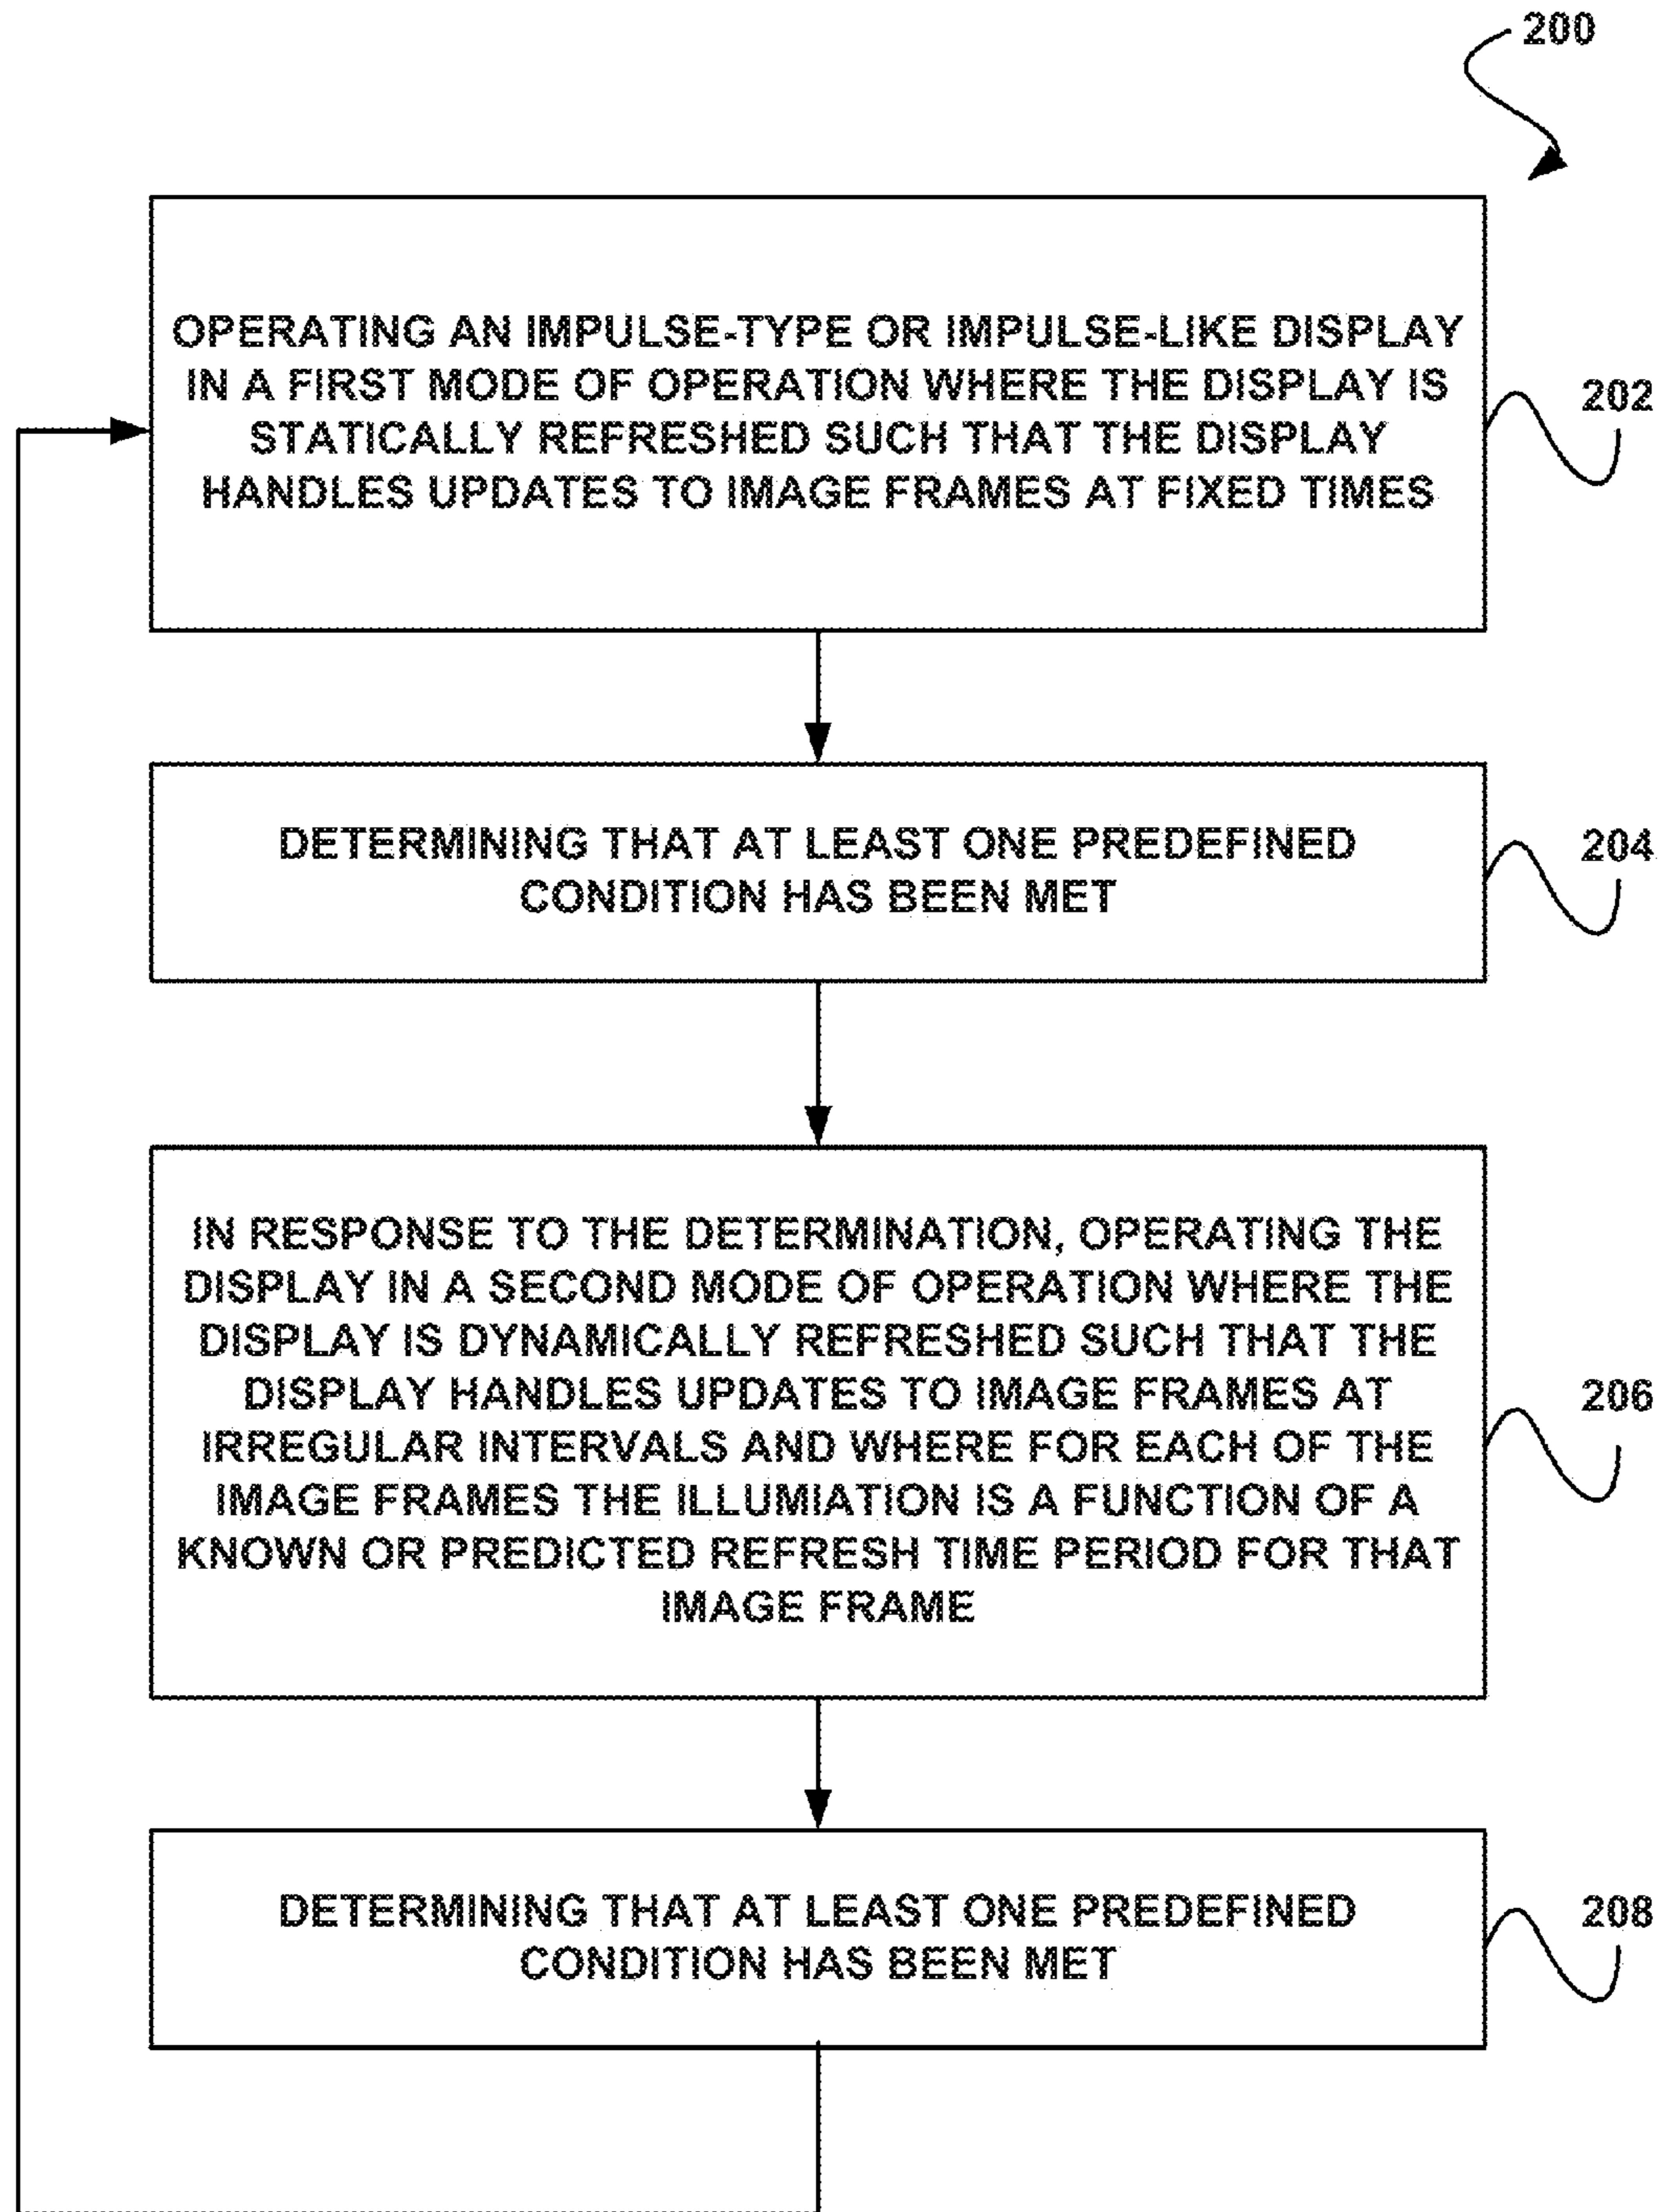 200
OPERATING AN IMPULSE-TYPE OR IMPULSE-LIKE DISPLAY
IN A FIRST MODE OF OPERATION WHERE THE DISPLAY IS
STATICALLY REFRESHED SUCH THAT THE DISPLAY
HANDLES UPDATES TO IMAGE FRAMES AT FIXED TIMES
202
DETERMINING THAT AT LEAST ONE PREDEFINED
CONDITION HAS BEEN MET
204
IN RESPONSE TO THE DETERMINATION, OPERATING THE
DISPLAY IN A SECOND MODE OF OPERATION WHERE THE
DISPLAY IS DYNAMICALLY REFRESHED SUCH THAT THE
DISPLAY HANDLES UPDATES TO IMAGE FRAMES AT
IRREGULAR INTERVALS AND WHERE FOR EACH OF THE
IMAGE FRAMES THE ILLUMIATION IS A FUNCTION OF A
KNOWN OR PREDICTED REFRESH TIME PERIOD FOR THAT
IMAGE FRAME
206
DETERMINING THAT AT LEAST ONE PREDEFINED
CONDITION HAS BEEN MET
208